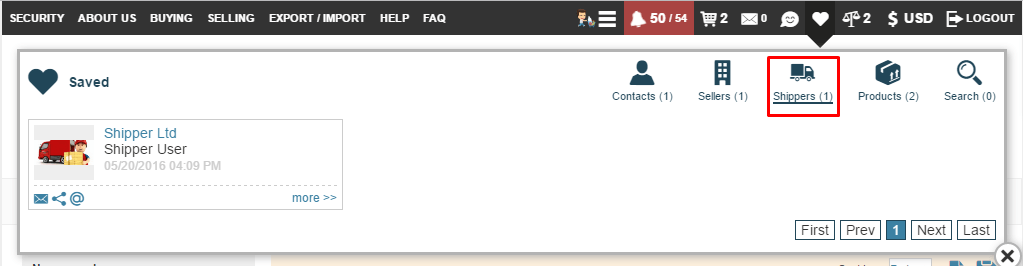 SECURITY ABOUT US BUYING SELLING EXPORT / IMPORT HELP FAQ 50 / 54 2 0 2 $ USD LOGOUT
Saved
Contacts (1) Sellers (1) Shippers (1) Products (2) Search (0)
Shipper Ltd
Shipper User
05/20/2016 04:09 PM
more >>
First Prev 1 Next Last